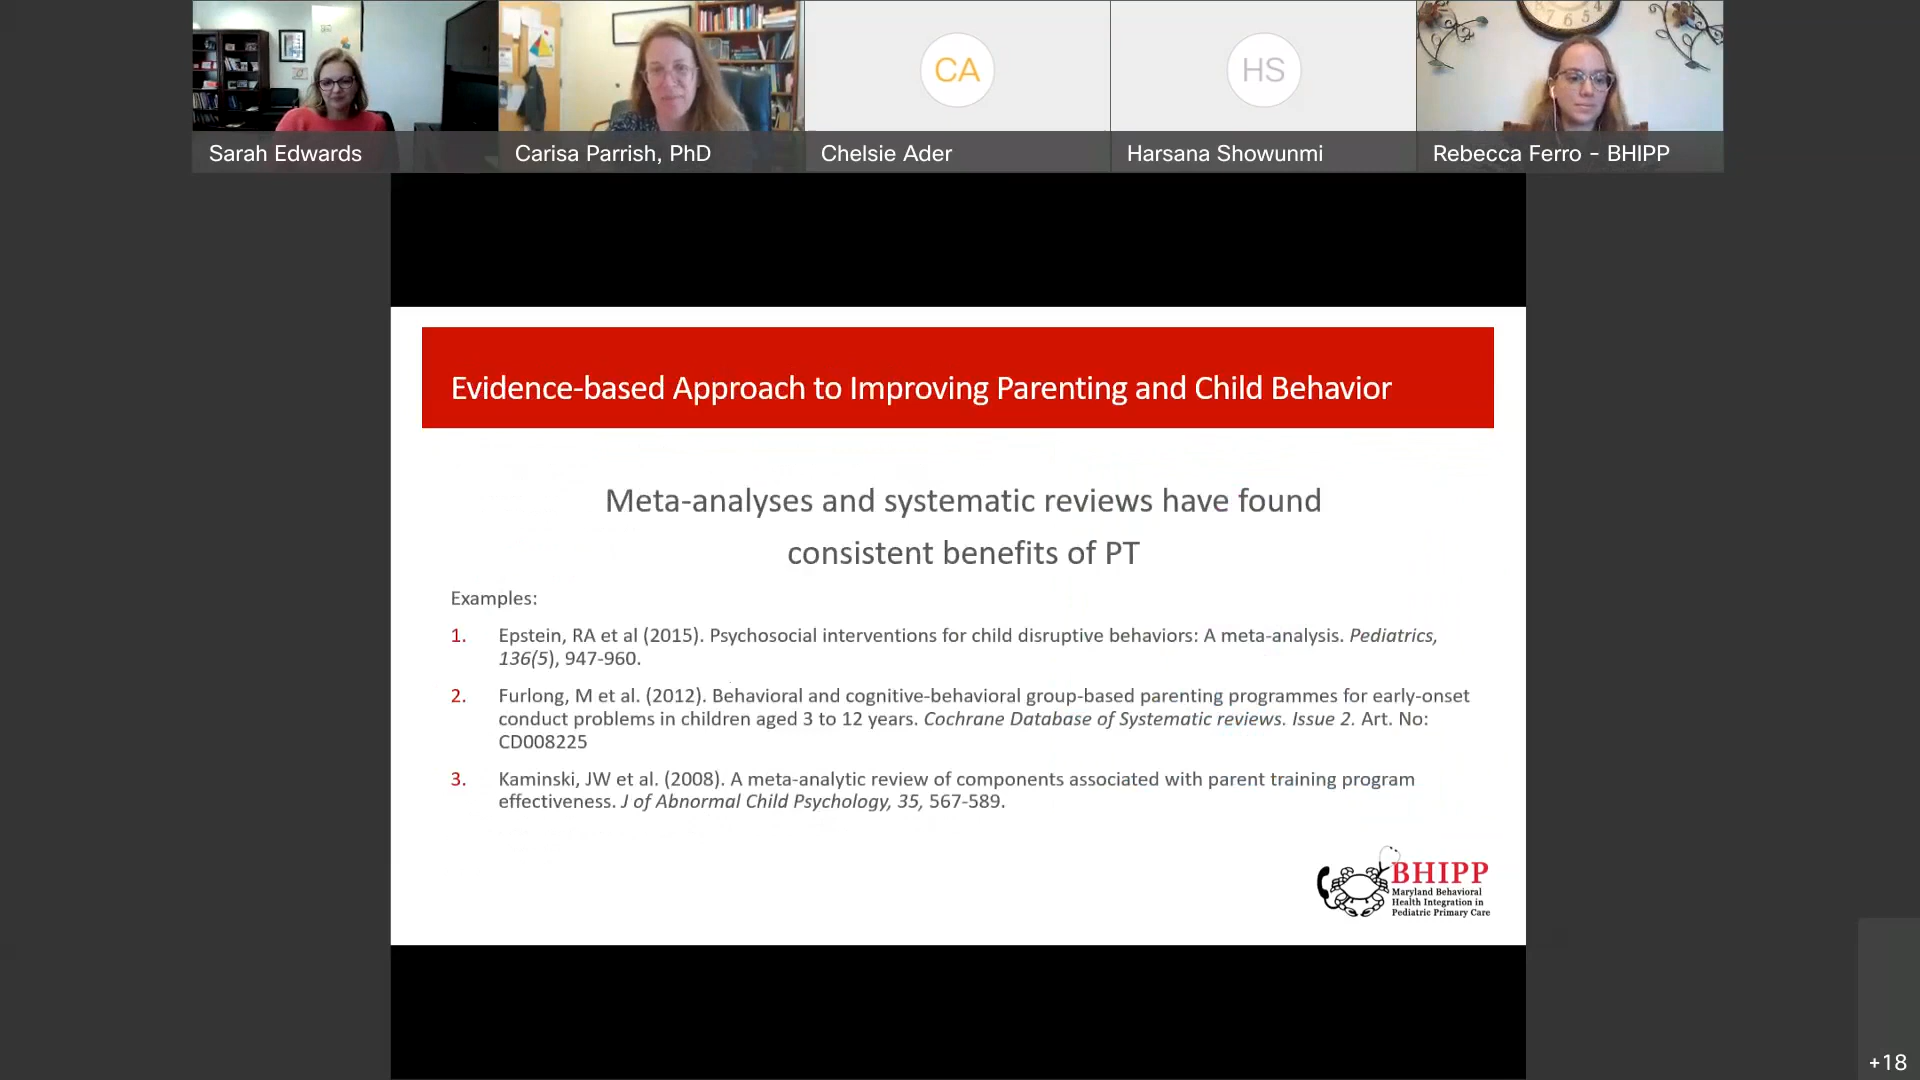 CA
HS
7 6 5 4
Sarah Edwards
Carisa Parrish, PhD
Chelsie Ader
Harsana Showunmi
Rebecca Ferro - BHIPP
Evidence-based Approach to Improving Parenting and Child Behavior
Meta-analyses and systematic reviews have found
consistent benefits of PT
Examples:
1. Epstein, RA et al (2015). Psychosocial interventions for child disruptive behaviors: A meta-analysis. Pediatrics,
136(5), 947-960.
2. Furlong, M et al. (2012). Behavioral and cognitive-behavioral group-based parenting programmes for early-onset
conduct problems in children aged 3 to 12 years. Cochrane Database of Systematic reviews. Issue 2. Art. No:
CD008225
3. Kaminski, JW et al. (2008). A meta-analytic review of components associated with parent training program
effectiveness. J of Abnormal Child Psychology, 35, 567-589.
BHIPP
Maryland Behavioral
Health Integration in
Pediatric Primary Care
+18